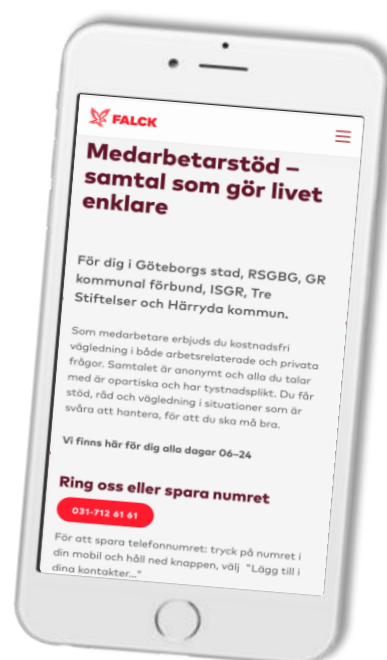 FALCK
Medarbetarstöd –
samtal som gör livet
enklare
För dig i Göteborgs stad, RSGBG, GR
kommunal förbund, ISGR, Tre
Stiftelser och Härryda kommun.
Som medarbetare erbjuds du kostnadsfri
vägledning i både arbetsrelaterade och privata
frågor. Samtalet är anonymt och alla du talar
med är opartiska och har tystnadsplikt. Du får
stöd, råd och vägledning i situationer som är
svåra att hantera, för att du ska må bra.
Vi finns här för dig alla dagar 06–24
Ring oss eller spara numret
031-712 61 61
För att spara telefonnumret: tryck på numret i
din mobil och håll ned knappen, välj "Lägg till i
dina kontakter..."